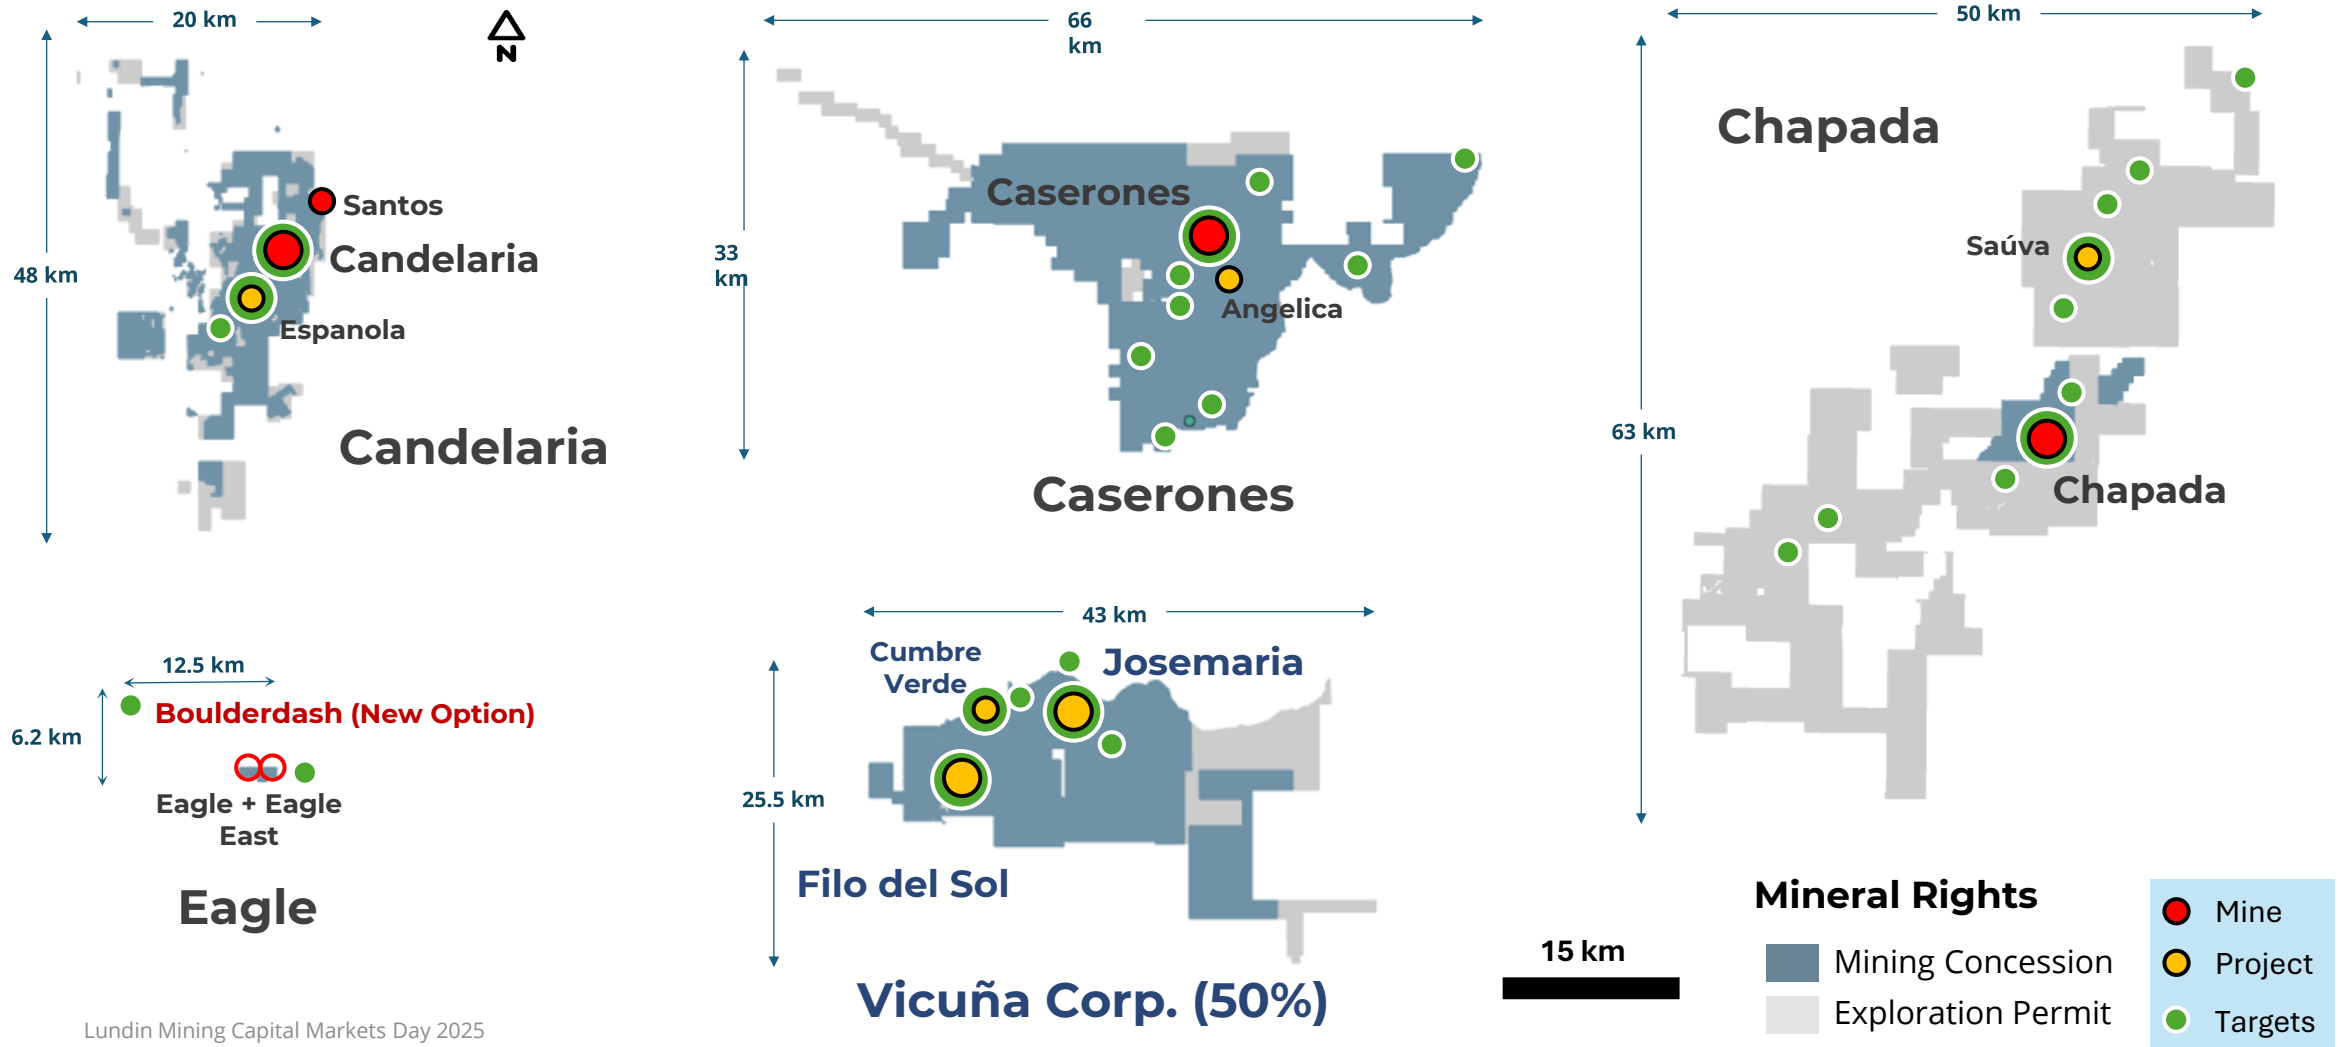 20 km
N
48 km
Santos
Candelaria
Espanola
Candelaria
66
km
33
km
Caserones
Angelica
Caserones
50 km
63 km
Chapada
Saúva
Chapada
12.5 km
6.2 km
Boulderdash (New Option)
Eagle + Eagle
East
Eagle
43 km
25.5 km
Cumbre
Verde
Josemaria
Filo del Sol
Vicuña Corp. (50%)
15 km
Mineral Rights
Mining Concession
Exploration Permit
Mine
Project
Targets
Lundin Mining Capital Markets Day 2025